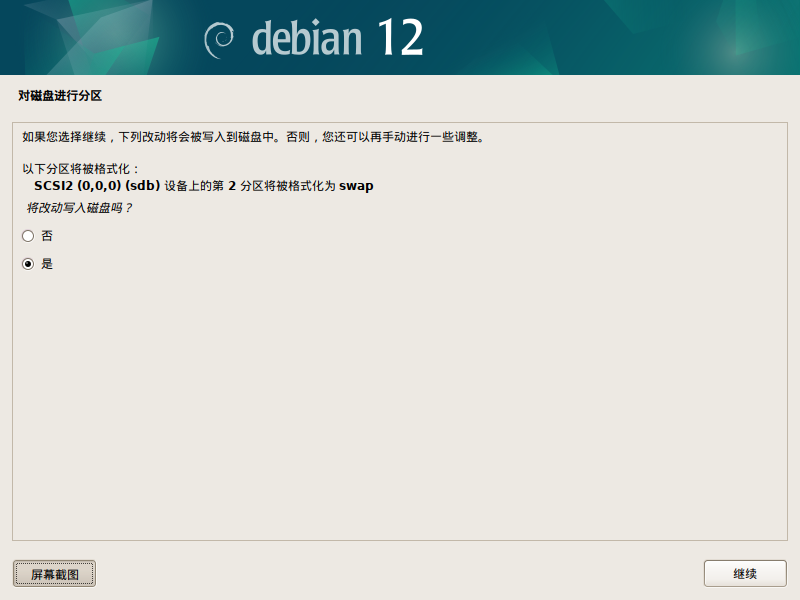 debian 12
对磁盘进行分区
如果您选择继续，下列改动将会被写入到磁盘中。否则，您还可以再手动进行一些调整。
以下分区将被格式化：
SCSI2 (0,0,0) (sdb) 设备上的第 2 分区将被格式化为 swap
将改动写入磁盘吗？
否
是
屏幕截图
继续